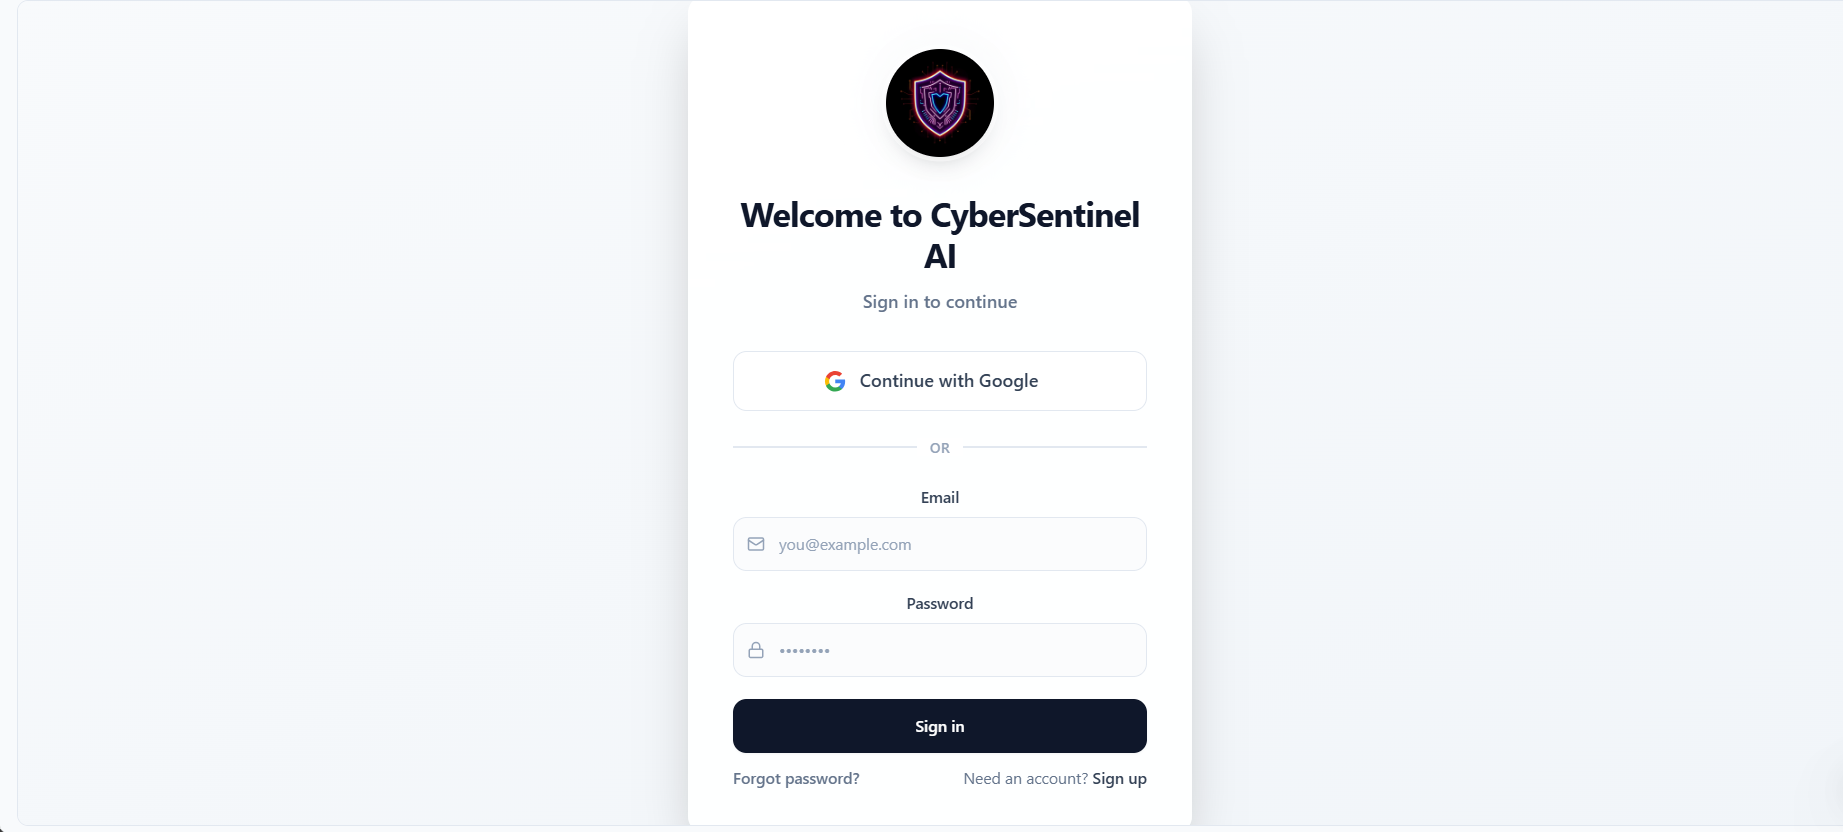 Welcome to CyberSentinel
AI
Sign in to continue
Continue with Google
OR
Email
you@example.com
Password
••••••••
Sign in
Forgot password?
Need an account? Sign up